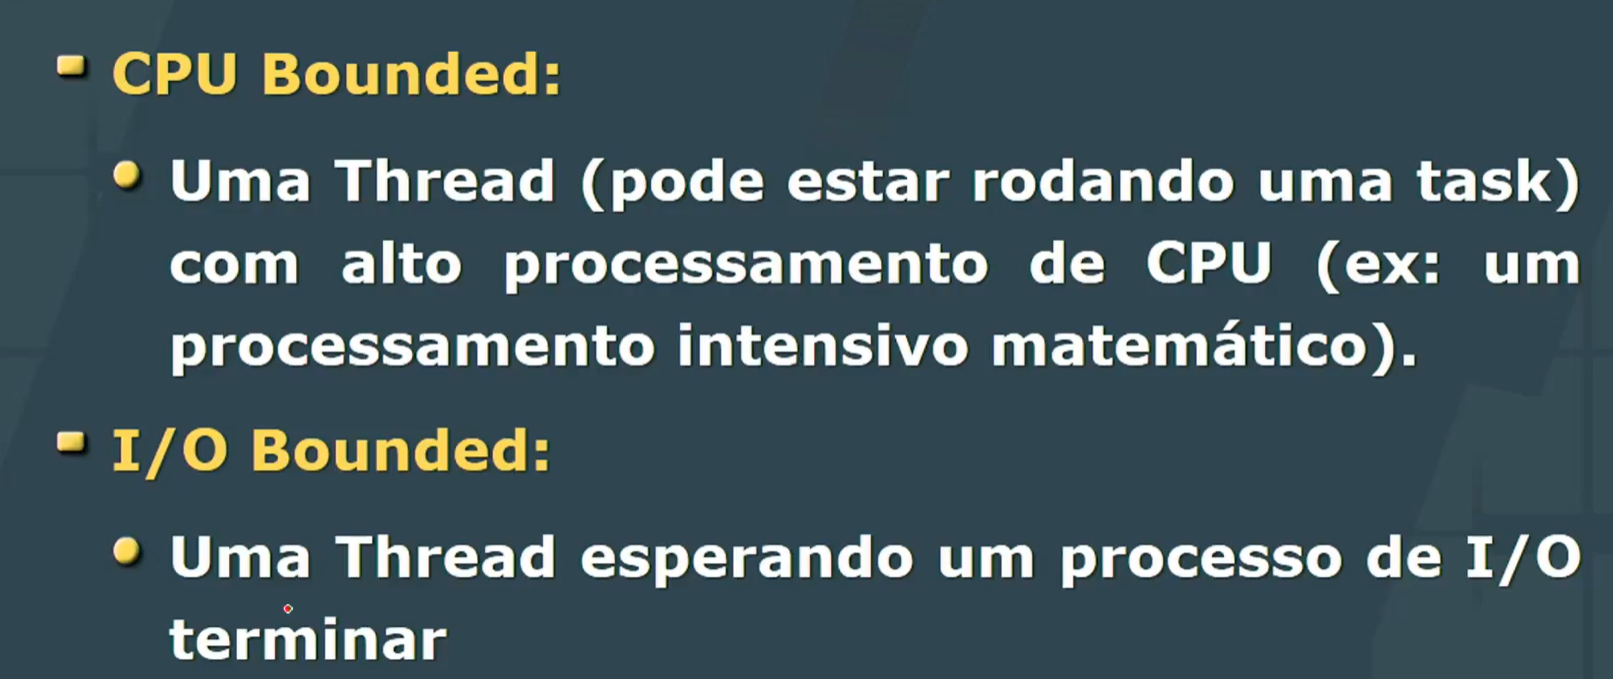 CPU Bounded:
Uma Thread (pode estar rodando uma task)
com alto processamento de CPU (ex: um
processamento intensivo matemático).
I/O Bounded:
Uma Thread esperando um processo de I/O
terminar